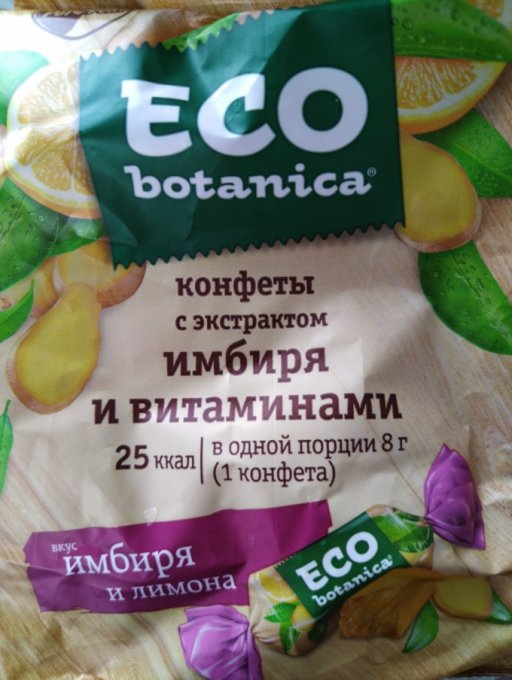 ECO
botanica®
конфеты
с экстрактом
имбиря
и витаминами
25 ккал
в одной порции 8 г
(1 конфета)
вкус
имбиря
и лимона
ECO
botanica®